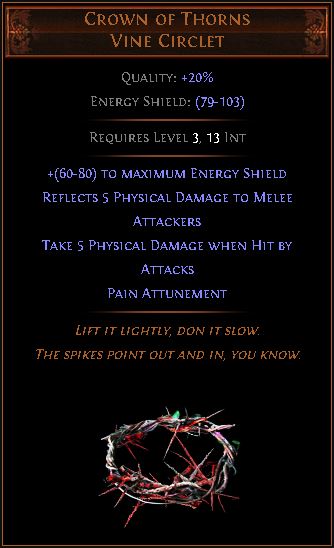 Crown of Thorns
Vine Circlet
Quality: +20%
Energy Shield: (79-103)
Requires Level 3, 13 Int
+(60-80) to maximum Energy Shield
Reflects 5 Physical Damage to Melee
Attackers
Take 5 Physical Damage when Hit by
Attacks
Pain Attunement
Lift it lightly, don it slow.
The spikes point out and in, you know.